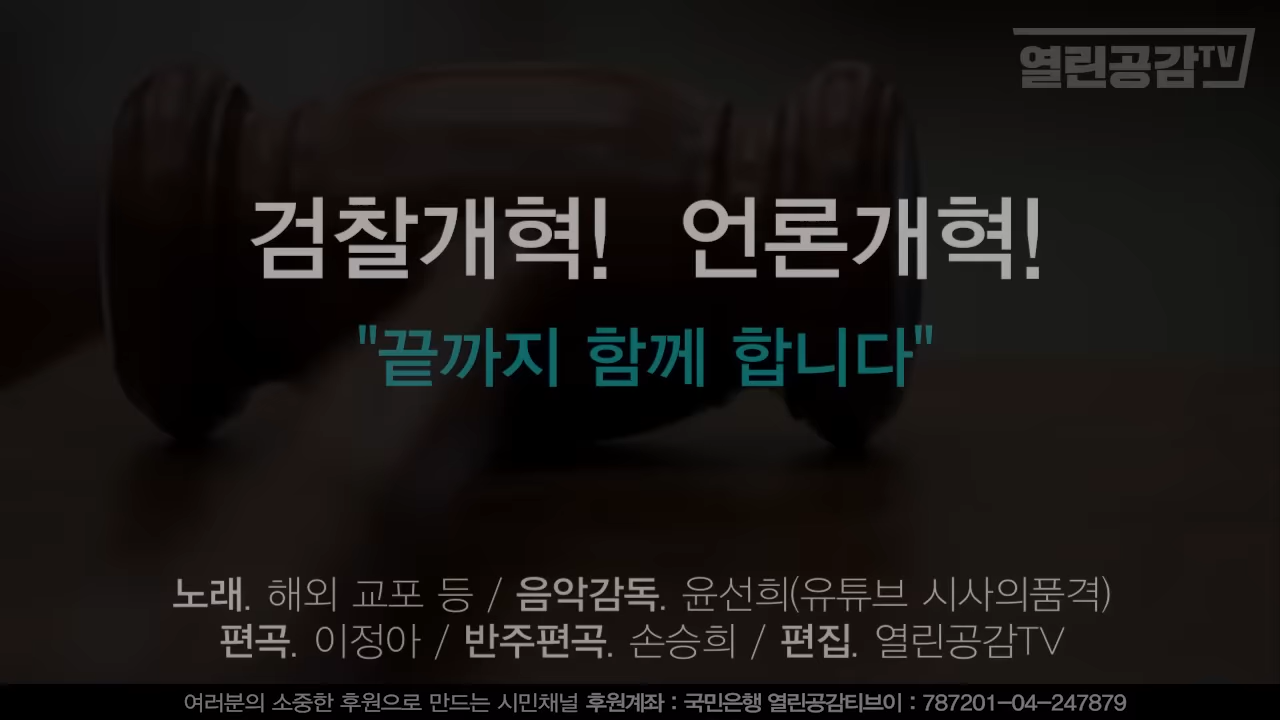 열린공감TV
검찰개혁! 언론개혁!
"끝까지 함께 합니다"
노래. 해외 교포 등 / 음악감독. 윤선희(유튜브 시사의품격)
편곡. 이정아 / 반주편곡. 손승희 / 편집. 열린공감TV
여러분의 소중한 후원으로 만드는 시민채널 후원계좌 : 국민은행 열린공감티브이 : 787201-04-247879